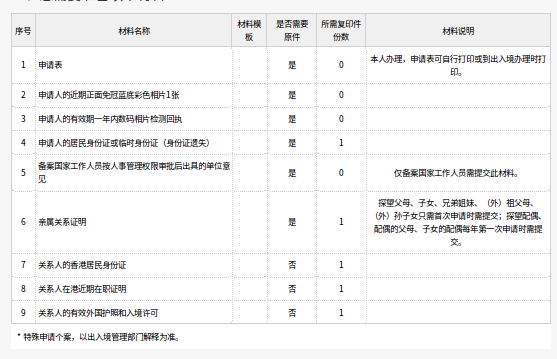 序号 材料名称 材料模板 是否需要原件 所需复印件份数 材料说明
1 申请表 是 0 本人办理，申请表可自行打印或到出入境办理时打印。
2 申请人的近期正面免冠蓝底彩色相片1张 是 0
3 申请人的有效期一年内数码相片检测回执 是 0
4 申请人的居民身份证或临时身份证（身份证遗失） 是 1
5 备案国家工作人员按人事管理权限审批后出具的单位意见 是 0 仅备案国家工作人员需提交此材料。
6 亲属关系证明 是 1 探望父母、子女、兄弟姐妹、（外）祖父母、（外）孙子女只需首次申请时需提交；探望配偶、配偶的父母、子女的配偶每年第一次申请时需提交。
7 关系人的香港居民身份证 否 1
8 关系人在港近期在职证明 否 1
9 关系人的有效外国护照和入境许可 否 1
* 特殊申请个案，以出入境管理部门解释为准。